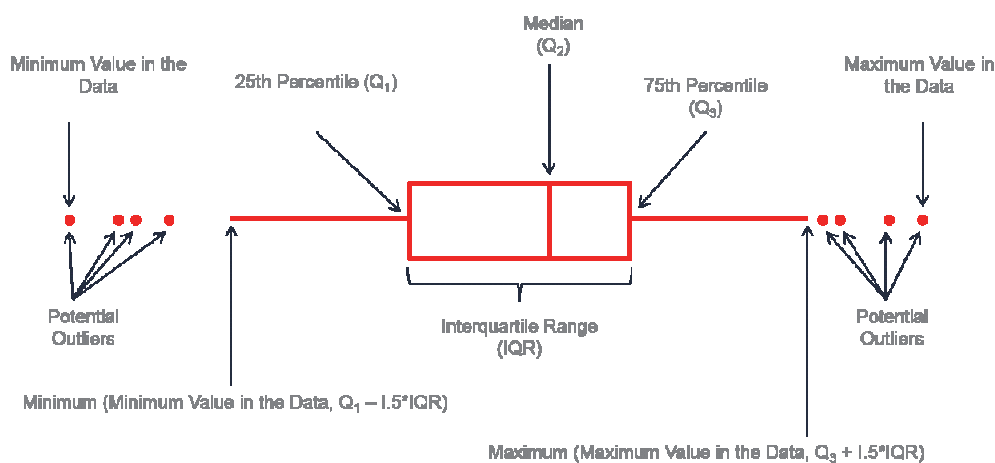 Median
(Q₂)
Minimum Value in the
Data
25th Percentile (Q₁)
75th Percentile
(Q₃)
Maximum Value in
the Data
Potential
Outliers
Interquartile Range
(IQR)
Potential
Outliers
Minimum (Minimum Value in the Data, Q₁ – I.5*IQR)
Maximum (Maximum Value in the Data, Q₃ + I.5*IQR)